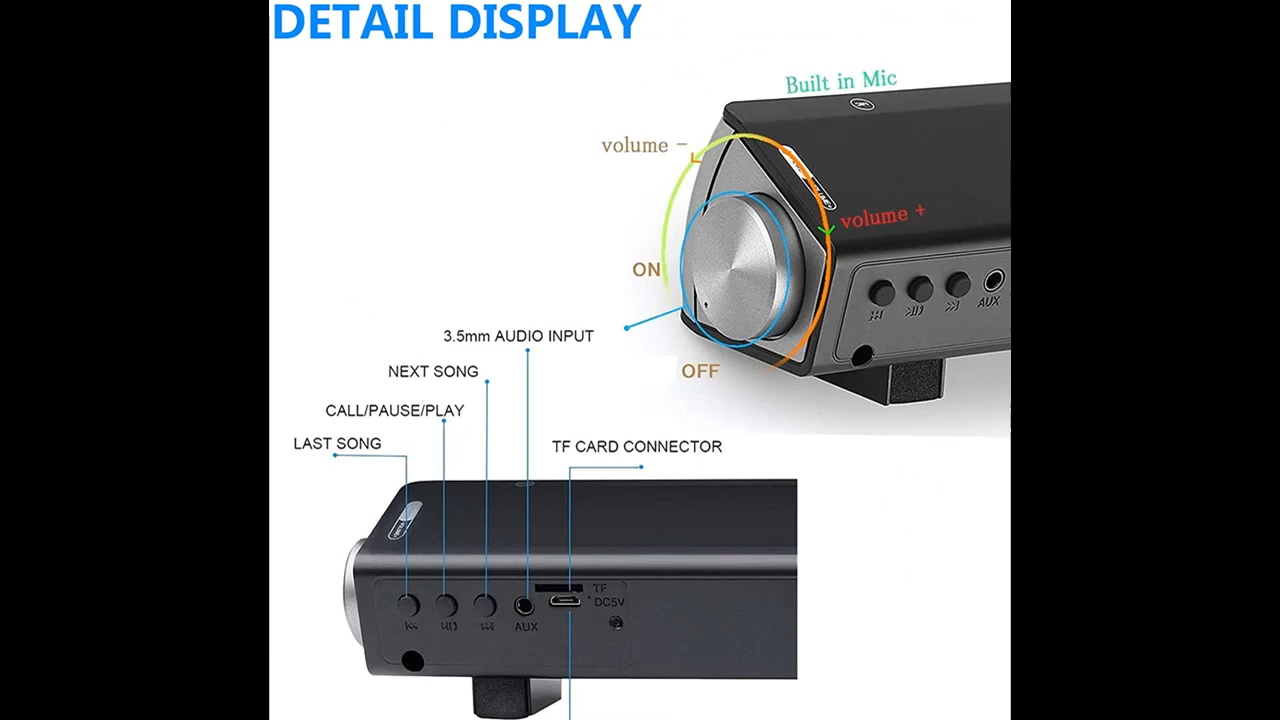 DETAIL DISPLAY
Built in Mic
volume -
volume +
ON
AUX
3.5mm AUDIO INPUT
OFF
NEXT SONG
CALL/PAUSE/PLAY
LAST SONG
TF CARD CONNECTOR
TF
DC5V
AUX